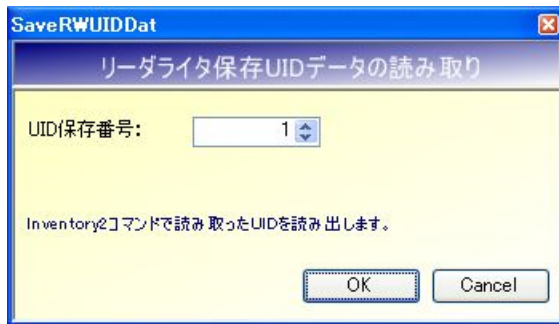 SaveRWUIDDat
リーダライタ保存UIDデータの読み取り
UID保存番号: 1
Inventory2コマンドで読み取ったUIDを読み出します。
OK Cancel